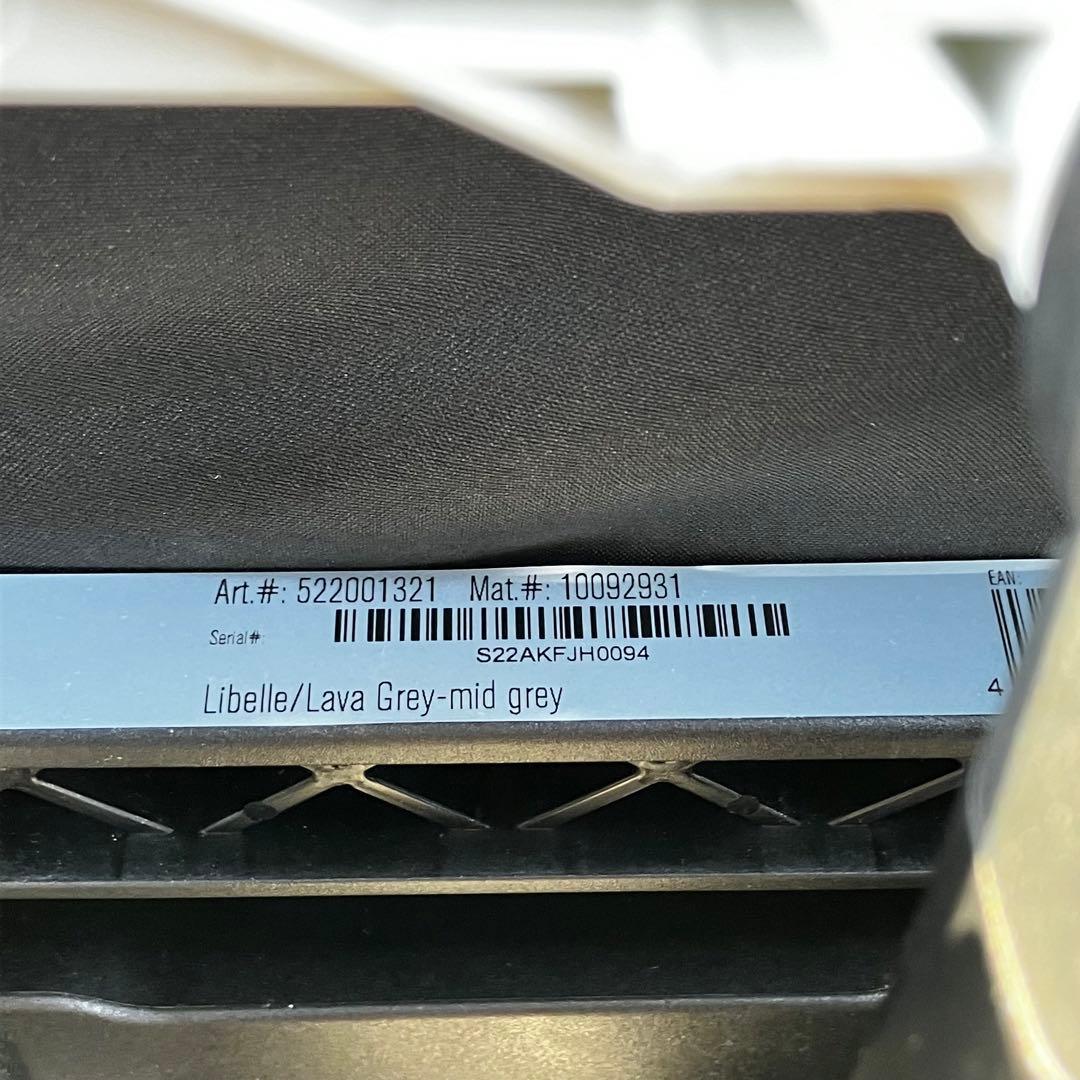 Art.#: 522001321 Mat.#: 10092931
EAN:
Serial#:
S22AKFJH0094
4
Libelle/Lava Grey-mid grey